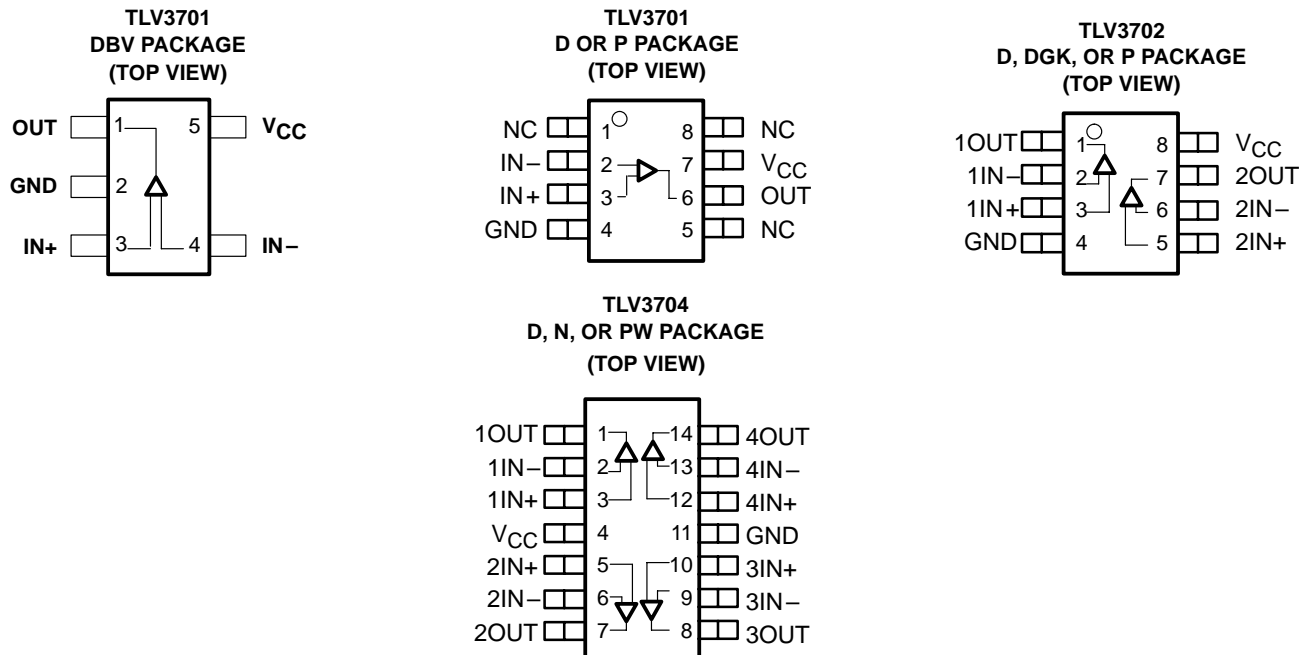 TLV3701
DBV PACKAGE
(TOP VIEW)
OUT 1 5 VCC
GND 2
IN+ 3 4 IN−
TLV3701
D OR P PACKAGE
(TOP VIEW)
NC 1 8 NC
IN− 2 7 VCC
IN+ 3 6 OUT
GND 4 5 NC
TLV3702
D, DGK, OR P PACKAGE
(TOP VIEW)
1OUT 1 8 VCC
1IN− 2 7 2OUT
1IN+ 3 6 2IN−
GND 4 5 2IN+
TLV3704
D, N, OR PW PACKAGE
(TOP VIEW)
1OUT 1 14 4OUT
1IN− 2 13 4IN−
1IN+ 3 12 4IN+
VCC 4 11 GND
2IN+ 5 10 3IN+
2IN− 6 9 3IN−
2OUT 7 8 3OUT